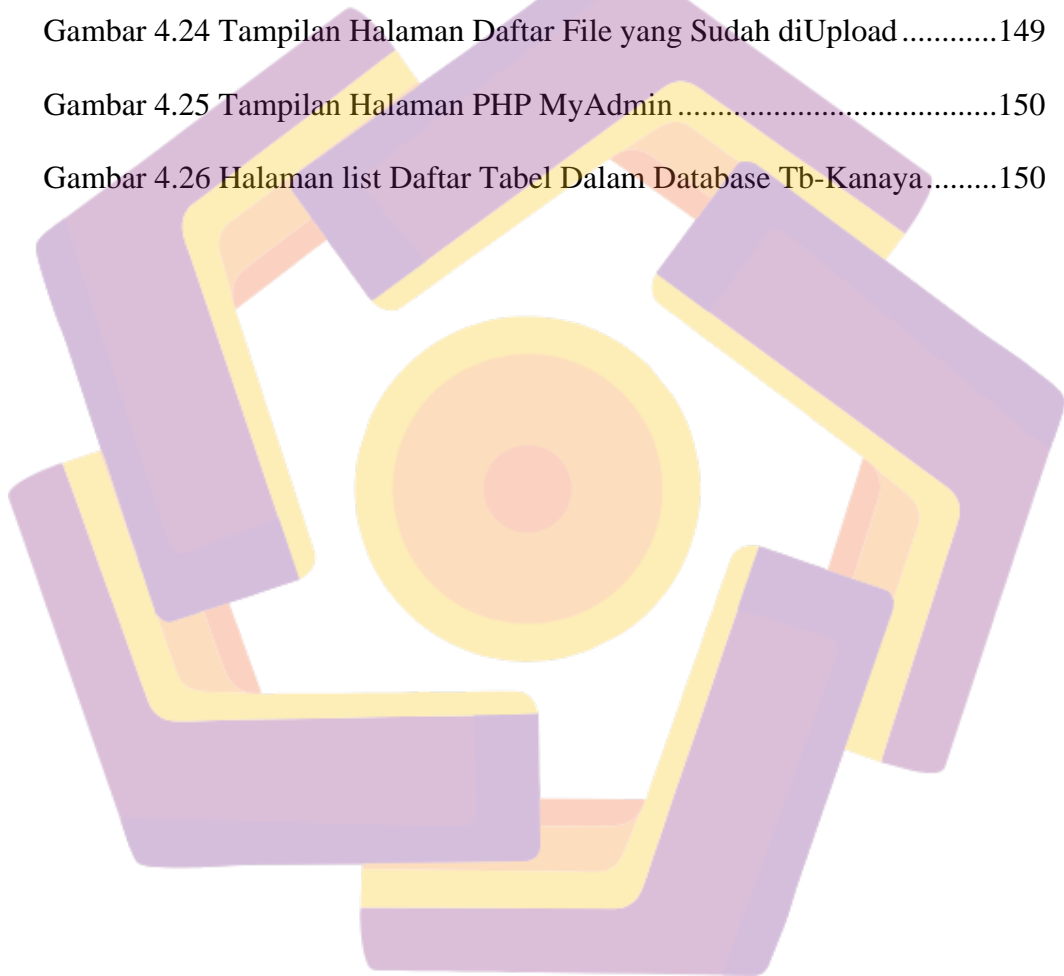 Gambar 4.24 Tampilan Halaman Daftar File yang Sudah diUpload ............149
Gambar 4.25 Tampilan Halaman PHP MyAdmin .......................................150
Gambar 4.26 Halaman list Daftar Tabel Dalam Database Tb-Kanaya .........150